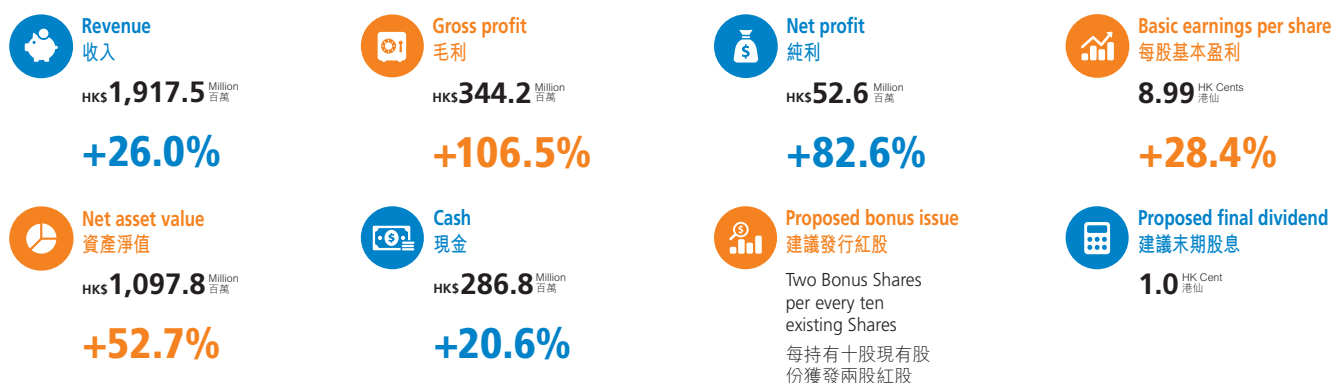 Revenue
收入
HK$1,917.5 Million
百萬
+26.0%
Gross profit
毛利
HK$344.2 Million
百萬
+106.5%
Net profit
純利
HK$52.6 Million
百萬
+82.6%
Basic earnings per share
每股基本盈利
8.99 HK Cents
港仙
+28.4%
Net asset value
資產淨值
HK$1,097.8 Million
百萬
+52.7%
Cash
現金
HK$286.8 Million
百萬
+20.6%
Proposed bonus issue
建議發行紅股
Two Bonus Shares
per every ten
existing Shares
每持有十股現有股
份獲發兩股紅股
Proposed final dividend
建議末期股息
1.0 HK Cent
港仙